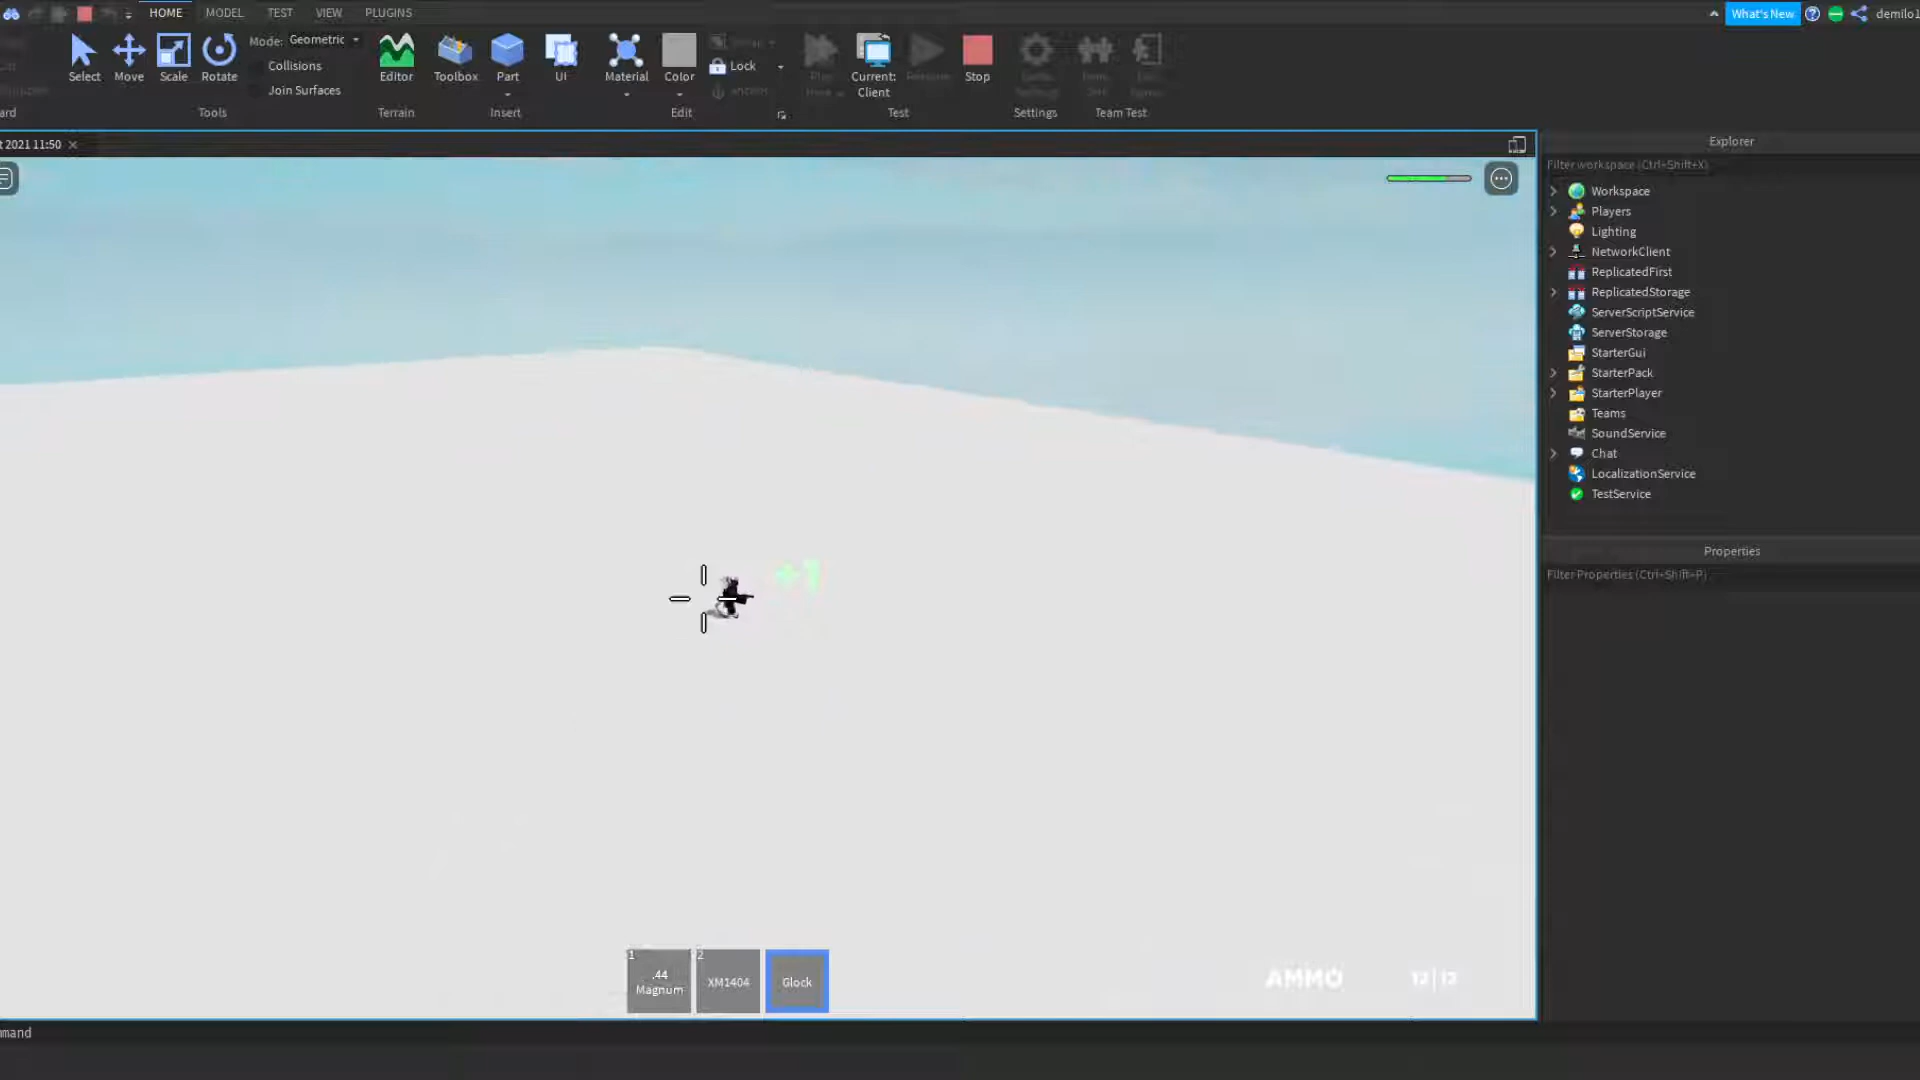 HOME MODEL TEST VIEW PLUGINS
What's New
demilo1
Mode: Geometric
Collisions
Join Surfaces
Select Move Scale Rotate
Editor
Toolbox Part UI
Material Color
Lock
Current:
Client
Stop
Tools Terrain Insert Edit Test Settings Team Test
t 2021 11:50
Explorer
Filter workspace (Ctrl+Shift+X)
Workspace
Players
Lighting
NetworkClient
ReplicatedFirst
ReplicatedStorage
ServerScriptService
ServerStorage
StarterGui
StarterPack
StarterPlayer
Teams
SoundService
Chat
LocalizationService
TestService
Properties
Filter Properties (Ctrl+Shift+P)
+1
1
.44
Magnum
2
XM1404
Glock
AMMO
mmand